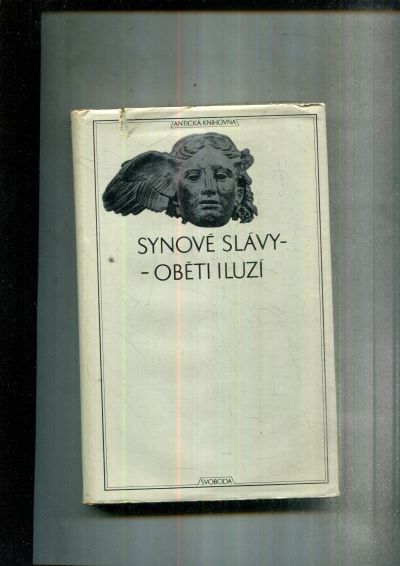 ANTICKÁ KNIHOVNA
SYNOVÉ SLÁVY-
- OBĚTI ILUZÍ
SVOBODA